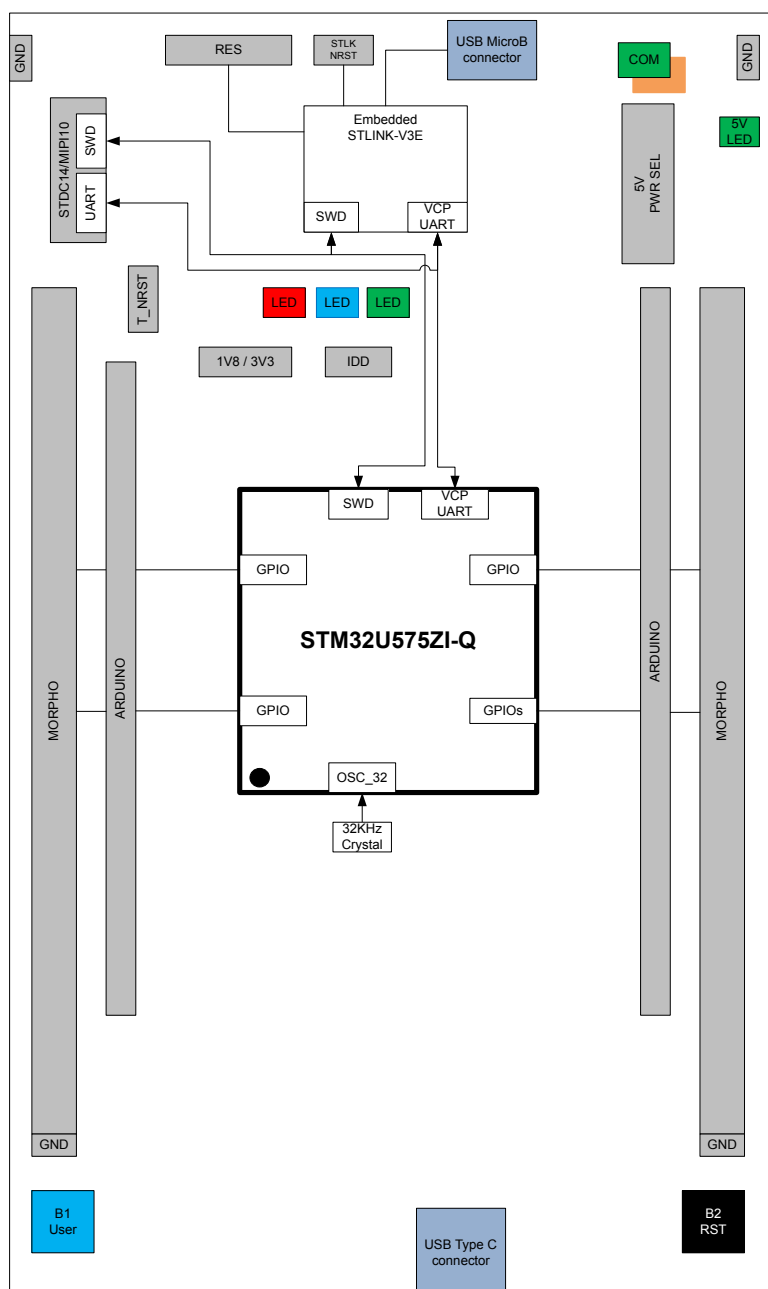 GND
RES
STLK
NRST
USB MicroB
connector
COM
GND
STDC14/MIPI10
SWD
UART
Embedded
STLINK-V3E
SWD
VCP
UART
5V
PWR SEL
5V
LED
T_NRST
LED
LED
LED
1V8 / 3V3
IDD
SWD
VCP
UART
GPIO
GPIO
STM32U575ZI-Q
MORPHO
ARDUINO
GPIO
GPIOs
ARDUINO
MORPHO
OSC_32
32KHz
Crystal
GND
GND
B1
User
USB Type C
connector
B2
RST